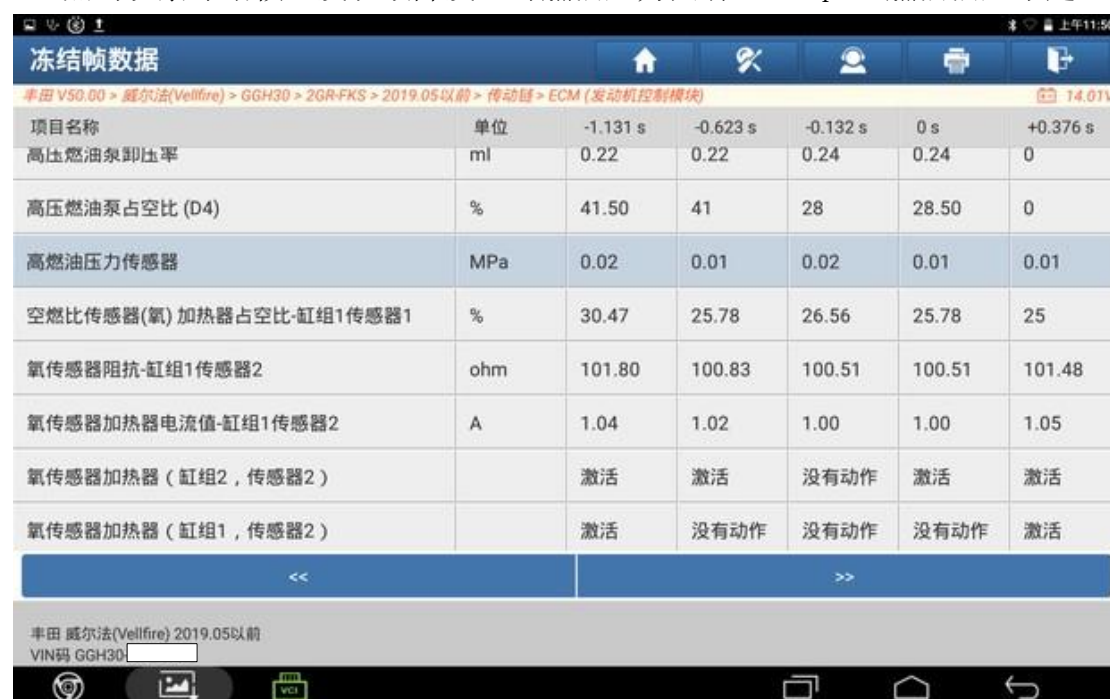 上午11:50
冻结帧数据
丰田 V50.00 > 威尔法(Vellfire) > GGH30 > 2GR-FKS > 2019.05以前 > 传动链 > ECM (发动机控制模块) 14.01V
项目名称 单位 -1.131 s -0.623 s -0.132 s 0 s +0.376 s
高压燃油泵卸压率 ml 0.22 0.22 0.24 0.24 0
高压燃油泵占空比 (D4) % 41.50 41 28 28.50 0
高燃油压力传感器 MPa 0.02 0.01 0.02 0.01 0.01
空燃比传感器(氧) 加热器占空比-缸组1传感器1 % 30.47 25.78 26.56 25.78 25
氧传感器阻抗-缸组1传感器2 ohm 101.80 100.83 100.51 100.51 101.48
氧传感器加热器电流值-缸组1传感器2 A 1.04 1.02 1.00 1.00 1.05
氧传感器加热器 ( 缸组2 , 传感器2 ) 激活 激活 没有动作 激活 激活
氧传感器加热器 ( 缸组1 , 传感器2 ) 激活 没有动作 没有动作 没有动作 激活
<< >>
丰田 威尔法(Vellfire) 2019.05以前
VIN码 GGH30-
VCI